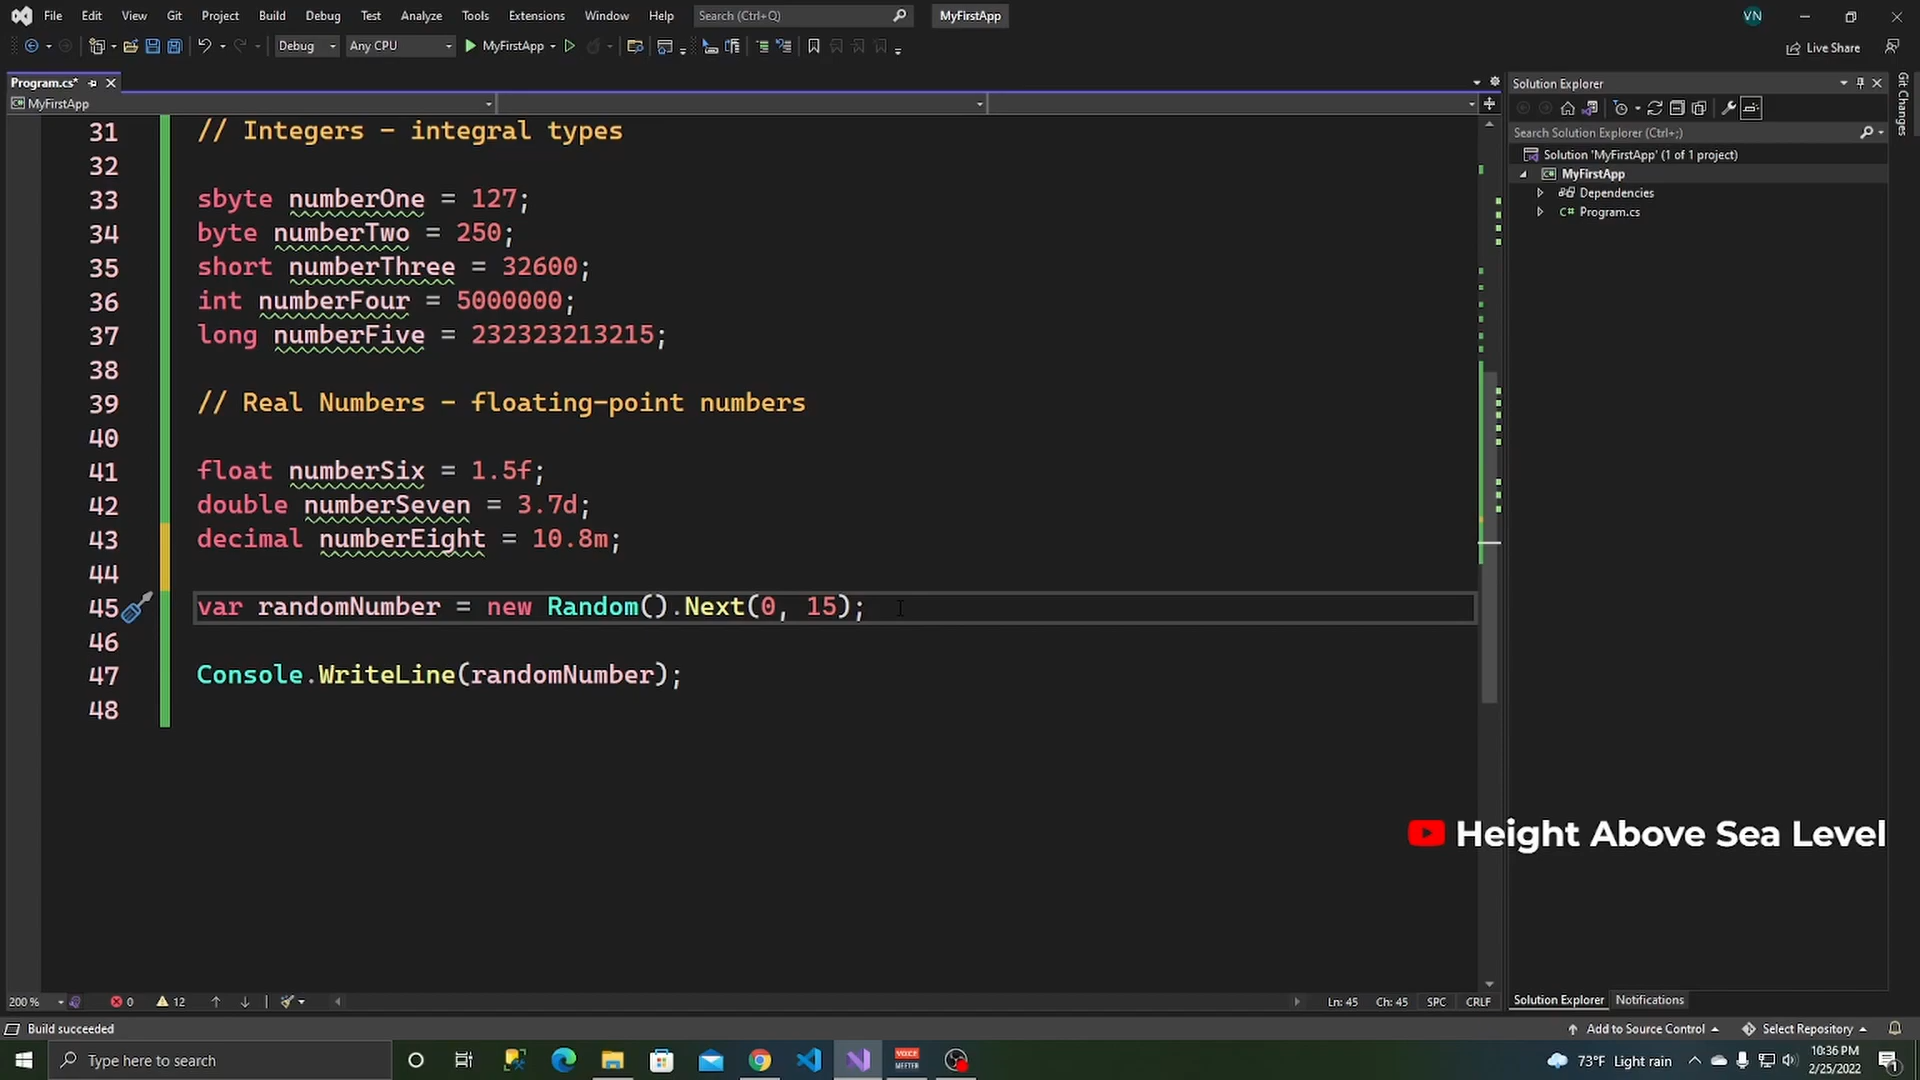 File Edit View Git Project Build Debug Test Analyze Tools Extensions Window Help Search (Ctrl+Q) MyFirstApp VN
Debug Any CPU MyFirstApp Live Share
Program.cs*
MyFirstApp
31 // Integers - integral types
32
33 sbyte numberOne = 127;
34 byte numberTwo = 250;
35 short numberThree = 32600;
36 int numberFour = 5000000;
37 long numberFive = 232323213215;
38
39 // Real Numbers - floating-point numbers
40
41 float numberSix = 1.5f;
42 double numberSeven = 3.7d;
43 decimal numberEight = 10.8m;
44
45 var randomNumber = new Random().Next(0, 15);
46
47 Console.WriteLine(randomNumber);
48
Solution Explorer
Search Solution Explorer (Ctrl+;)
Solution 'MyFirstApp' (1 of 1 project)
MyFirstApp
Dependencies
C# Program.cs
Git Changes
Height Above Sea Level
200 % 0 12 Ln: 45 Ch: 45 SPC CRLF
Solution Explorer Notifications
Build succeeded Add to Source Control Select Repository
Type here to search VOICE MEETER 73°F Light rain 10:36 PM
2/25/2022
1